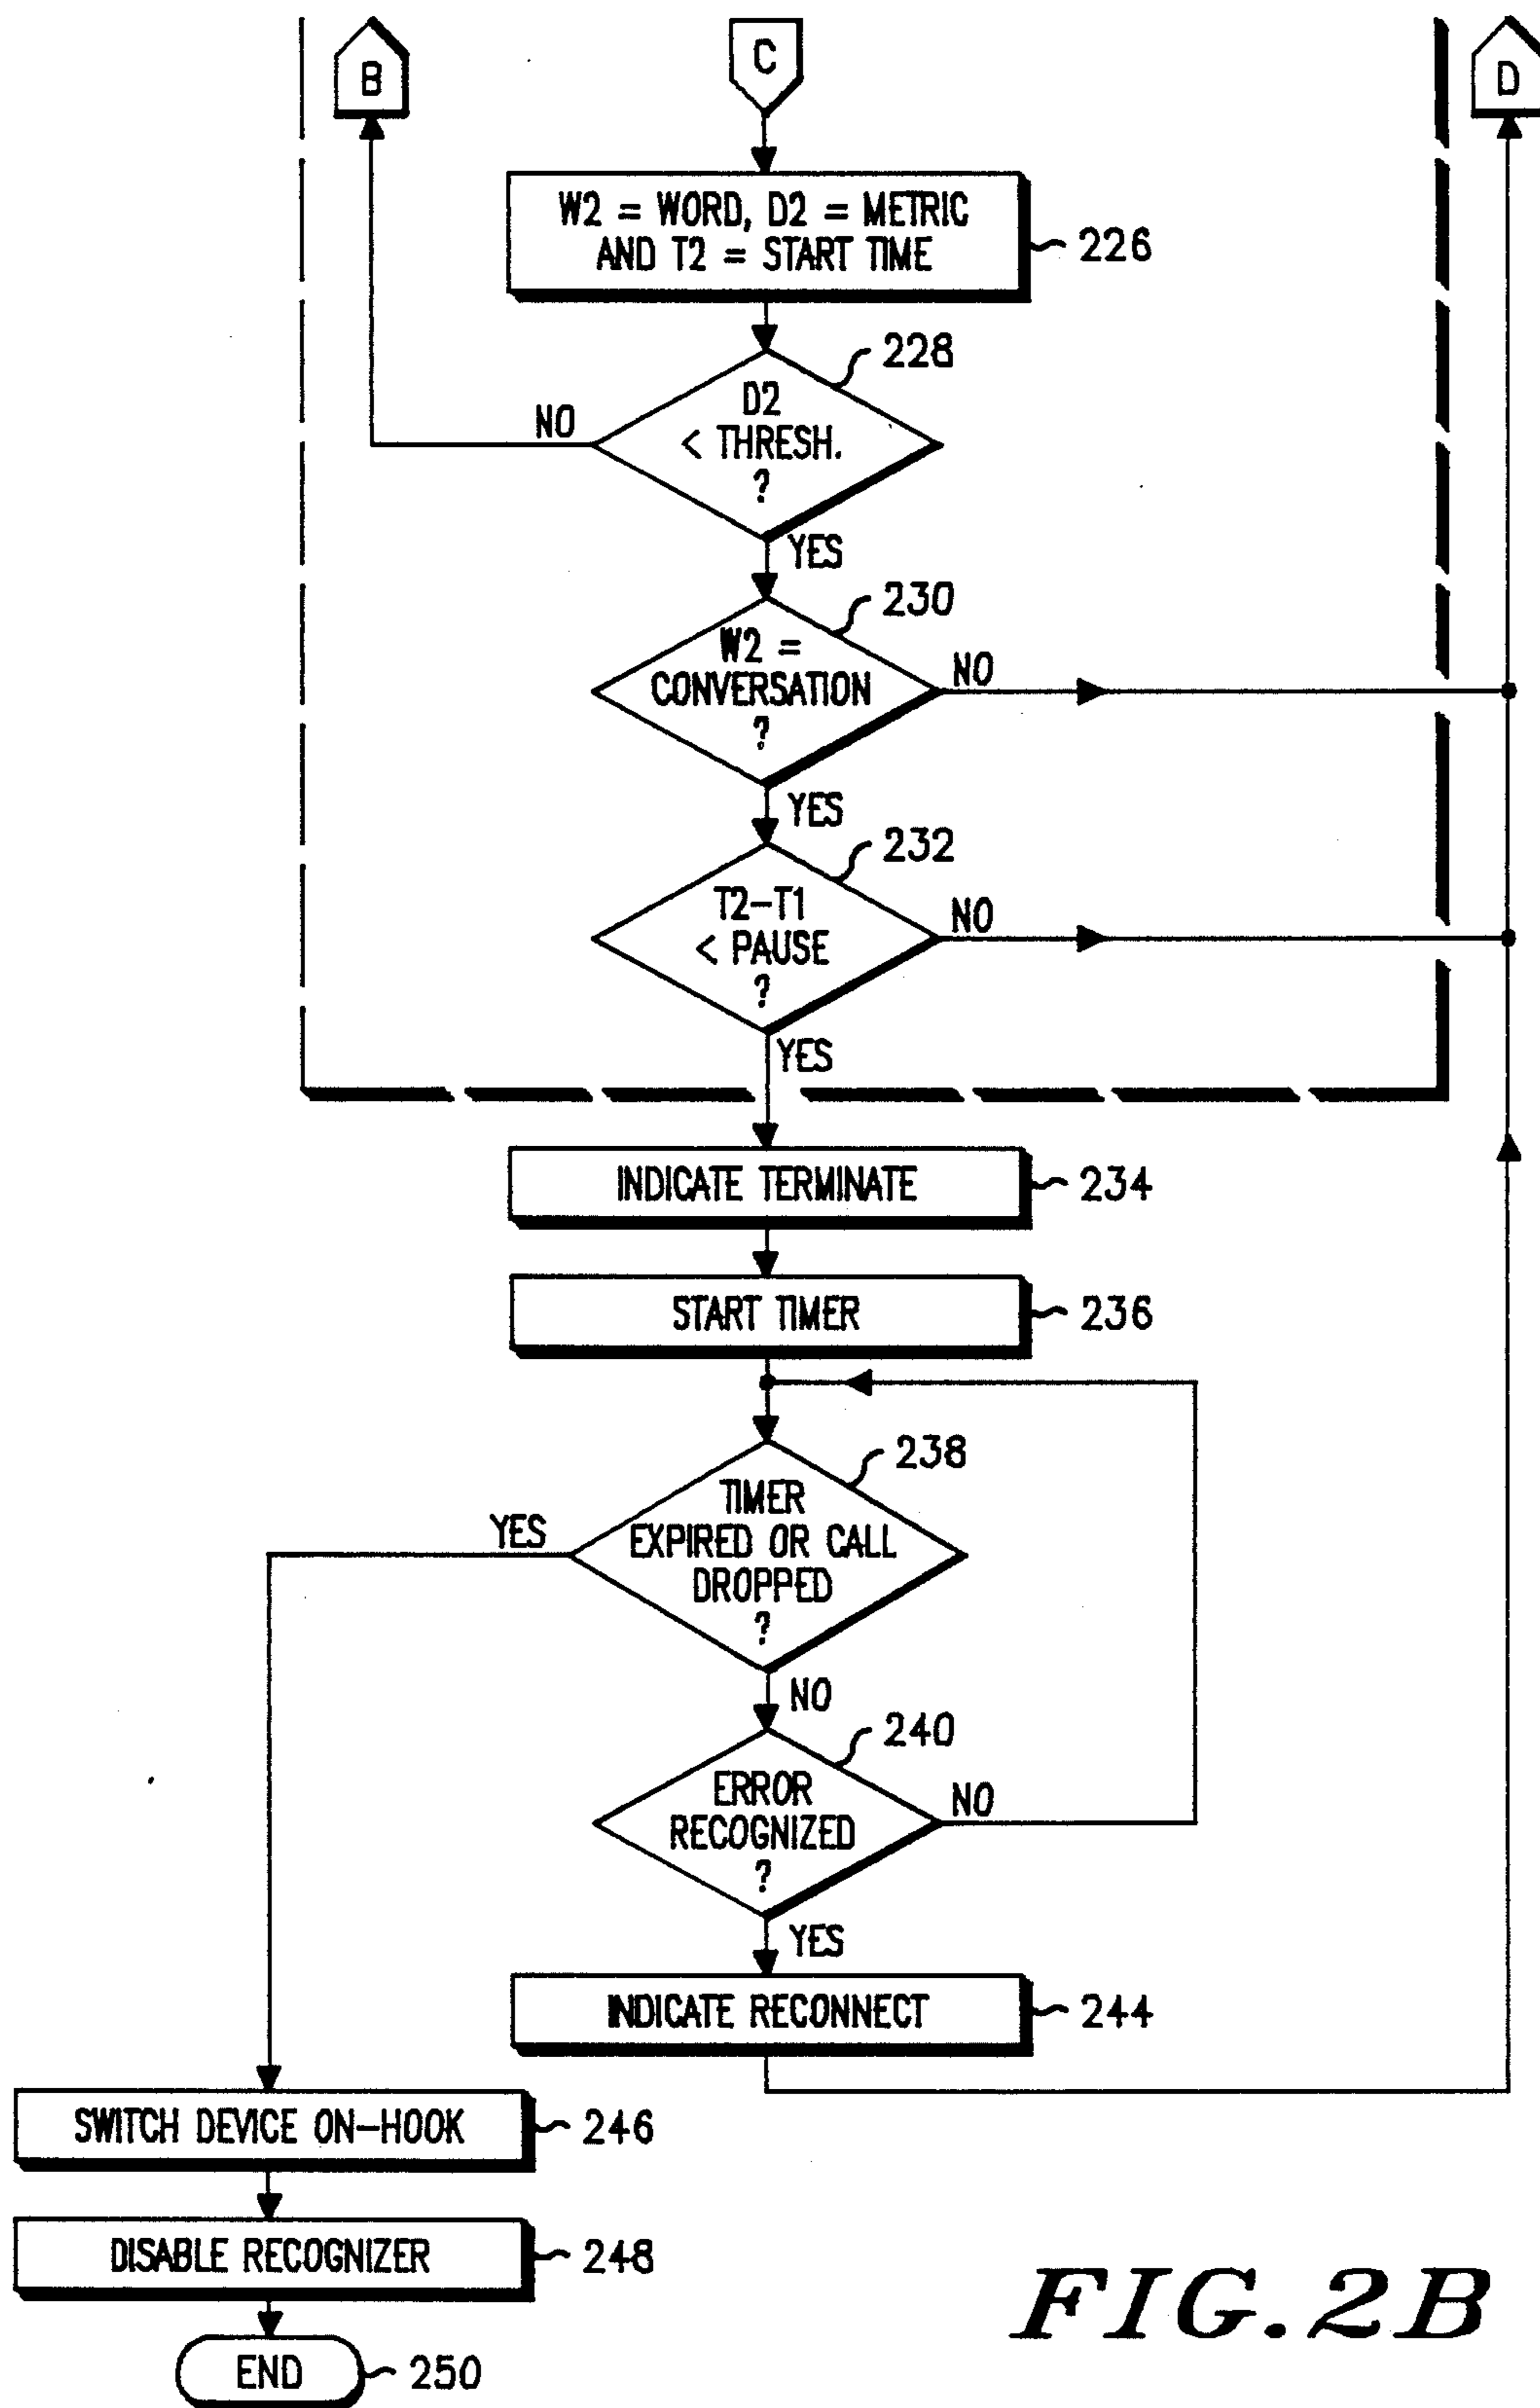 B
C
D
W2 = WORD, D2 = METRIC
AND T2 = START TIME
226
228
D2
< THRESH.
?
NO
YES
230
W2 =
CONVERSATION
?
NO
YES
232
T2-T1
< PAUSE
?
NO
YES
INDICATE TERMINATE
234
START TIMER
236
238
TIMER
EXPIRED OR CALL
DROPPED
?
YES
NO
240
ERROR
RECOGNIZED
?
NO
YES
INDICATE RECONNECT
244
SWITCH DEVICE ON-HOOK
246
DISABLE RECOGNIZER
248
END
250
FIG.2B